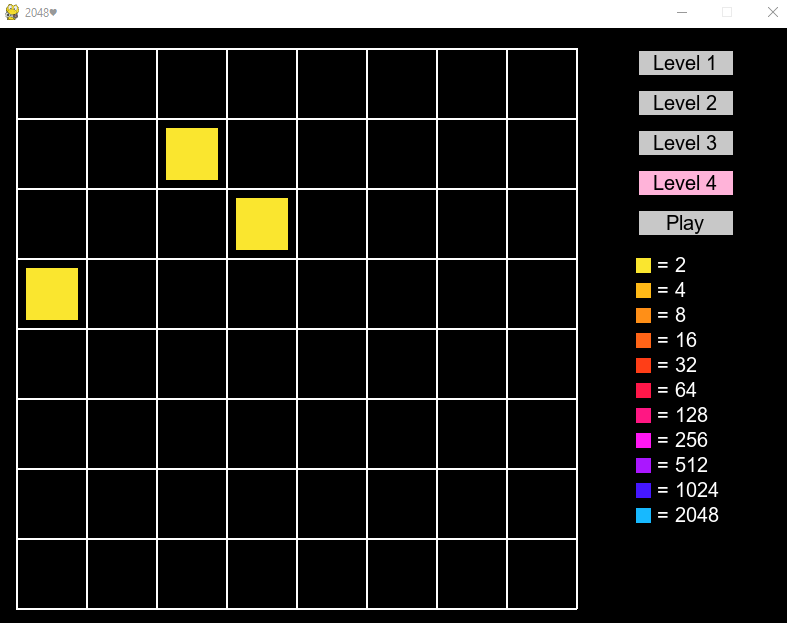 2048♥
Level 1
Level 2
Level 3
Level 4
Play
= 2
= 4
= 8
= 16
= 32
= 64
= 128
= 256
= 512
= 1024
= 2048